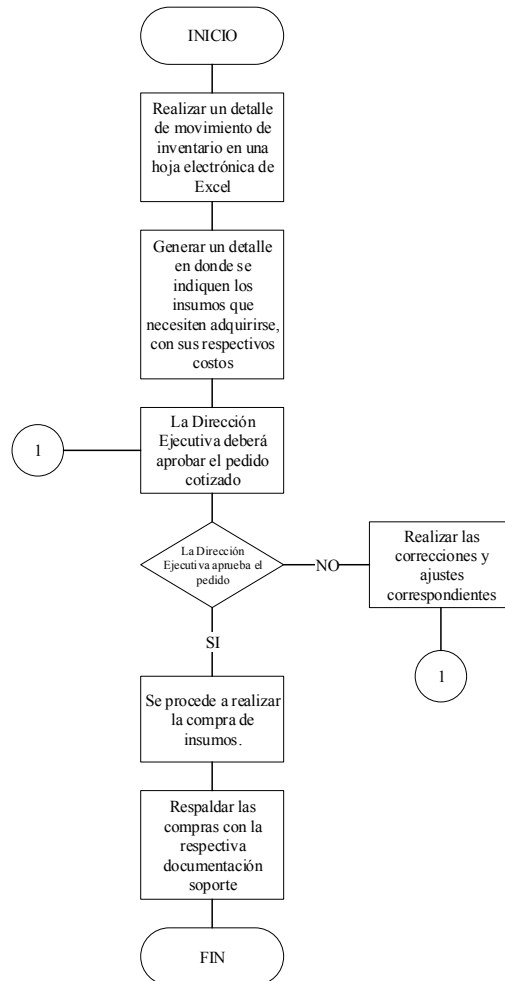 INICIO
Realizar un detalle
de movimiento de
inventario en una
hoja electrónica de
Excel
Generar un detalle
en donde se
indiquen los
insumos que
necesiten adquirirse,
con sus respectivos
costos
1
La Dirección
Ejecutiva deberá
aprobar el pedido
cotizado
La Dirección
Ejecutiva aprueba el
pedido
NO
Realizar las
correcciones y
ajustes
correspondientes
1
SI
Se procede a realizar
la compra de
insumos.
Respaldar las
compras con la
respectiva
documentación
soporte
FIN